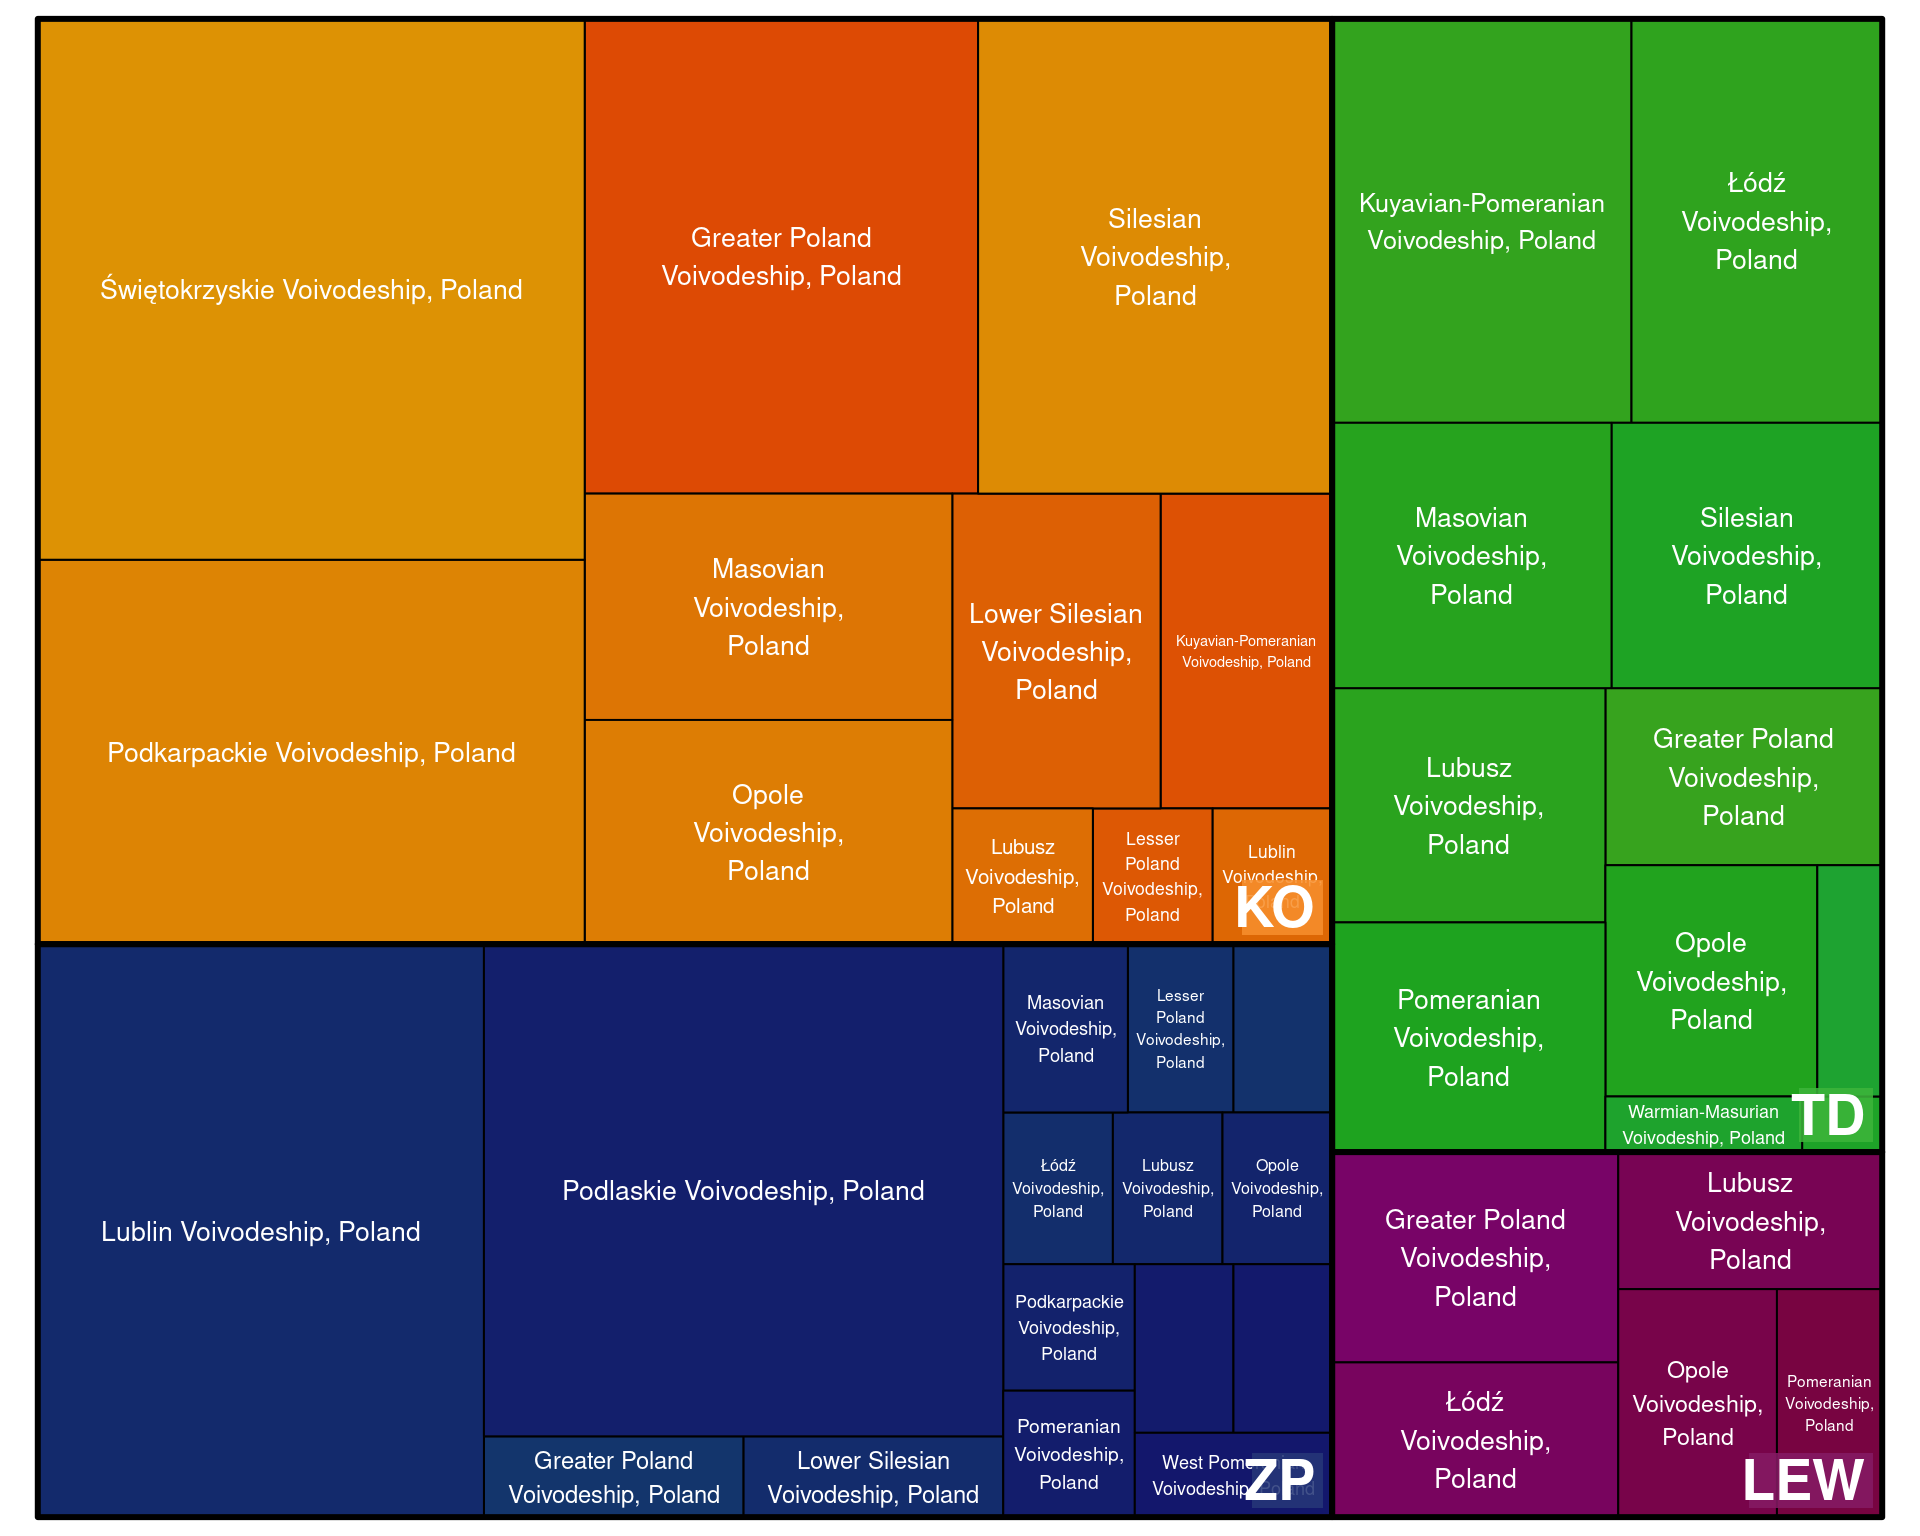 Świętokrzyskie Voivodeship, Poland
Podkarpackie Voivodeship, Poland
Greater Poland
Voivodeship, Poland
Silesian
Voivodeship,
Poland
Masovian
Voivodeship,
Poland
Opole
Voivodeship,
Poland
Lower Silesian
Voivodeship,
Poland
Kuyavian-Pomeranian
Voivodeship, Poland
Lubusz
Voivodeship,
Poland
Lesser
Poland
Voivodeship,
Poland
Lublin
Voivodeship,
Poland
KO
Lublin Voivodeship, Poland
Podlaskie Voivodeship, Poland
Greater Poland
Voivodeship, Poland
Lower Silesian
Voivodeship, Poland
Masovian
Voivodeship,
Poland
Lesser
Poland
Voivodeship,
Poland
Łódź
Voivodeship,
Poland
Lubusz
Voivodeship,
Poland
Opole
Voivodeship,
Poland
Podkarpackie
Voivodeship,
Poland
Pomeranian
Voivodeship,
Poland
West
Voivodeship, Poland
ZP
Kuyavian-Pomeranian
Voivodeship, Poland
Łódź
Voivodeship,
Poland
Masovian
Voivodeship,
Poland
Silesian
Voivodeship,
Poland
Lubusz
Voivodeship,
Poland
Greater Poland
Voivodeship,
Poland
Pomeranian
Voivodeship,
Poland
Opole
Voivodeship,
Poland
Warmian-Masurian
Voivodeship, Poland
TD
Greater Poland
Voivodeship,
Poland
Łódź
Voivodeship,
Poland
Lubusz
Voivodeship,
Poland
Opole
Voivodeship,
Poland
Pomeranian
Voivodeship,
Poland
LEW